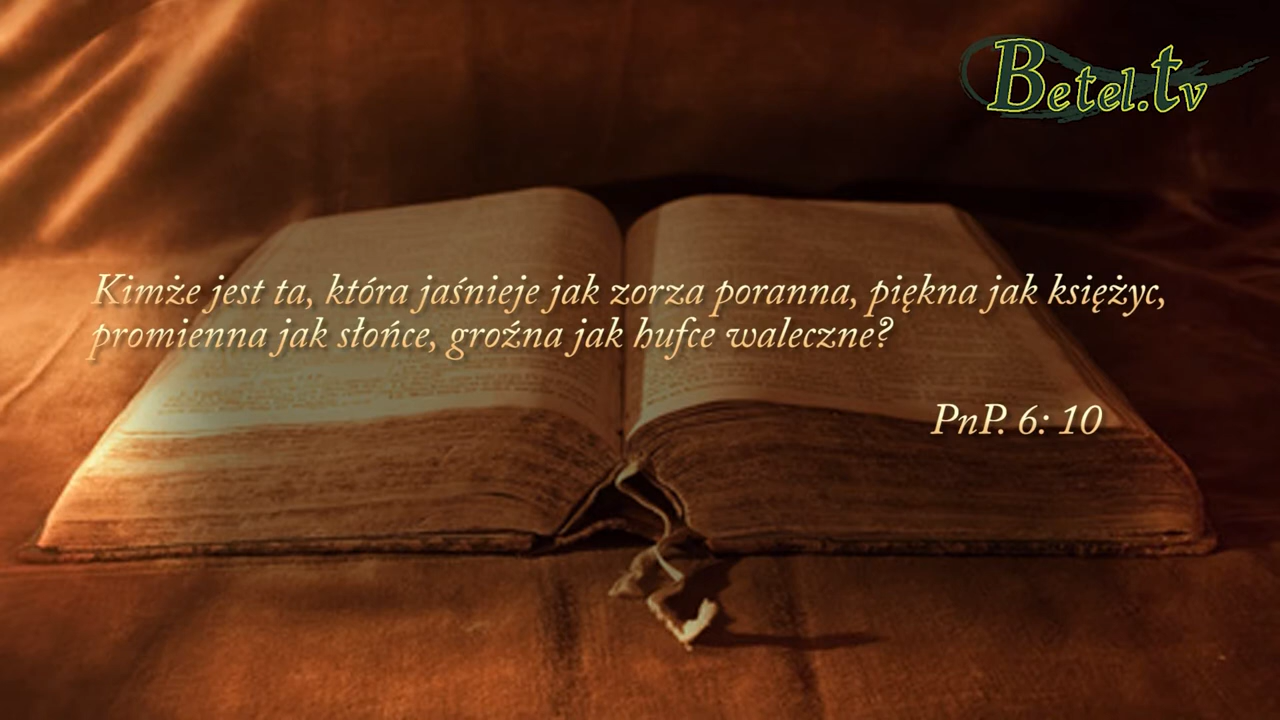 Betel.tv
Kimże jest ta, która jaśnieje jak zorza poranna, piękna jak księżyc,
promienna jak słońce, groźna jak hufce waleczne?
PnP. 6: 10